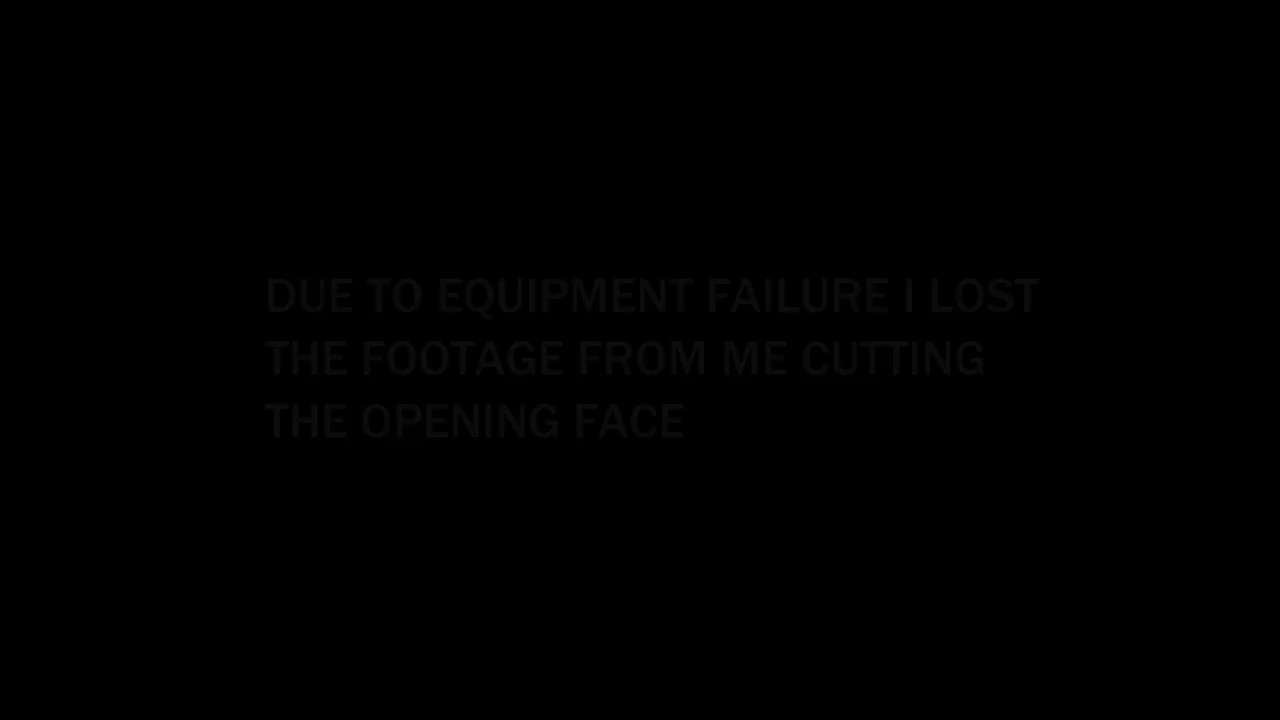 DUE TO EQUIPMENT FAILURE I LOST
THE FOOTAGE FROM ME CUTTING
THE OPENING FACE